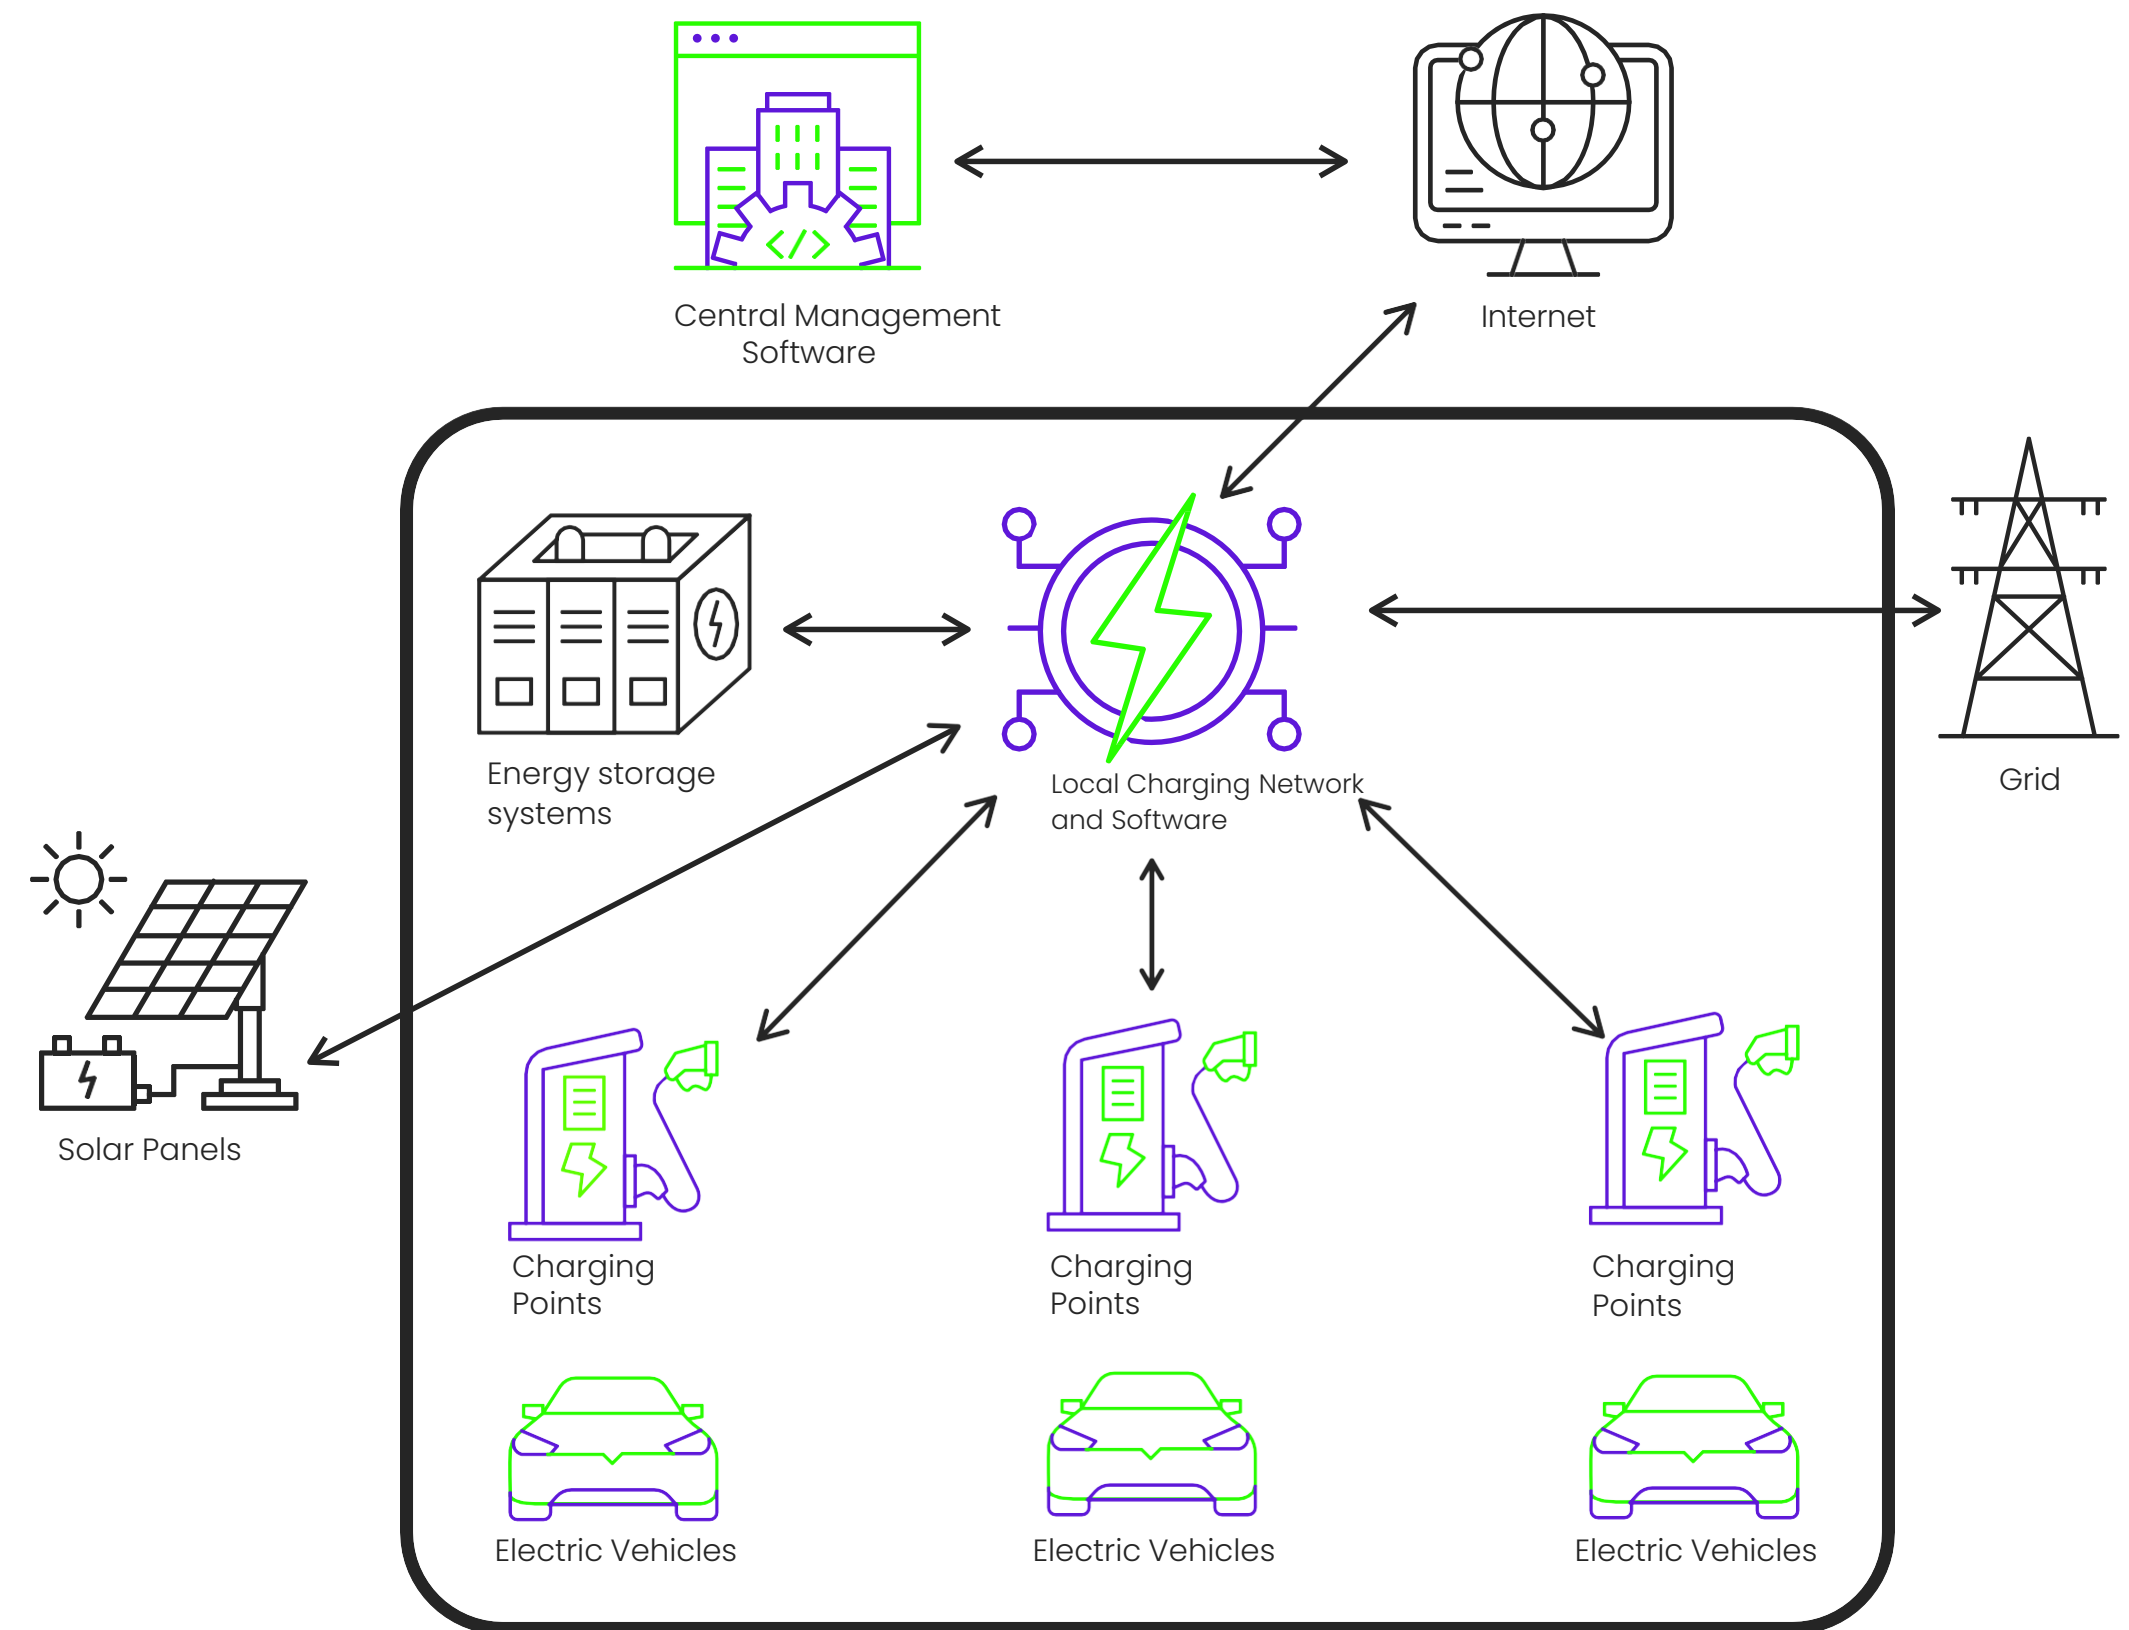 Central Management
Software
Internet
Energy storage
systems
Local Charging Network
and Software
Grid
Solar Panels
Charging
Points
Charging
Points
Charging
Points
Electric Vehicles
Electric Vehicles
Electric Vehicles